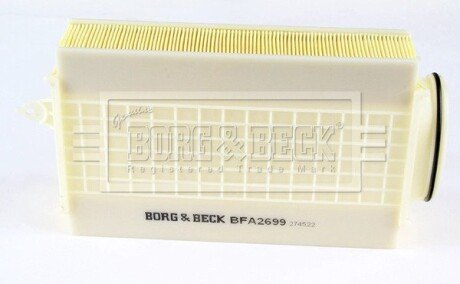 Genuine
BORG & BECK®
Registered Trade Mark
BORG & BECK BFA2699 274522